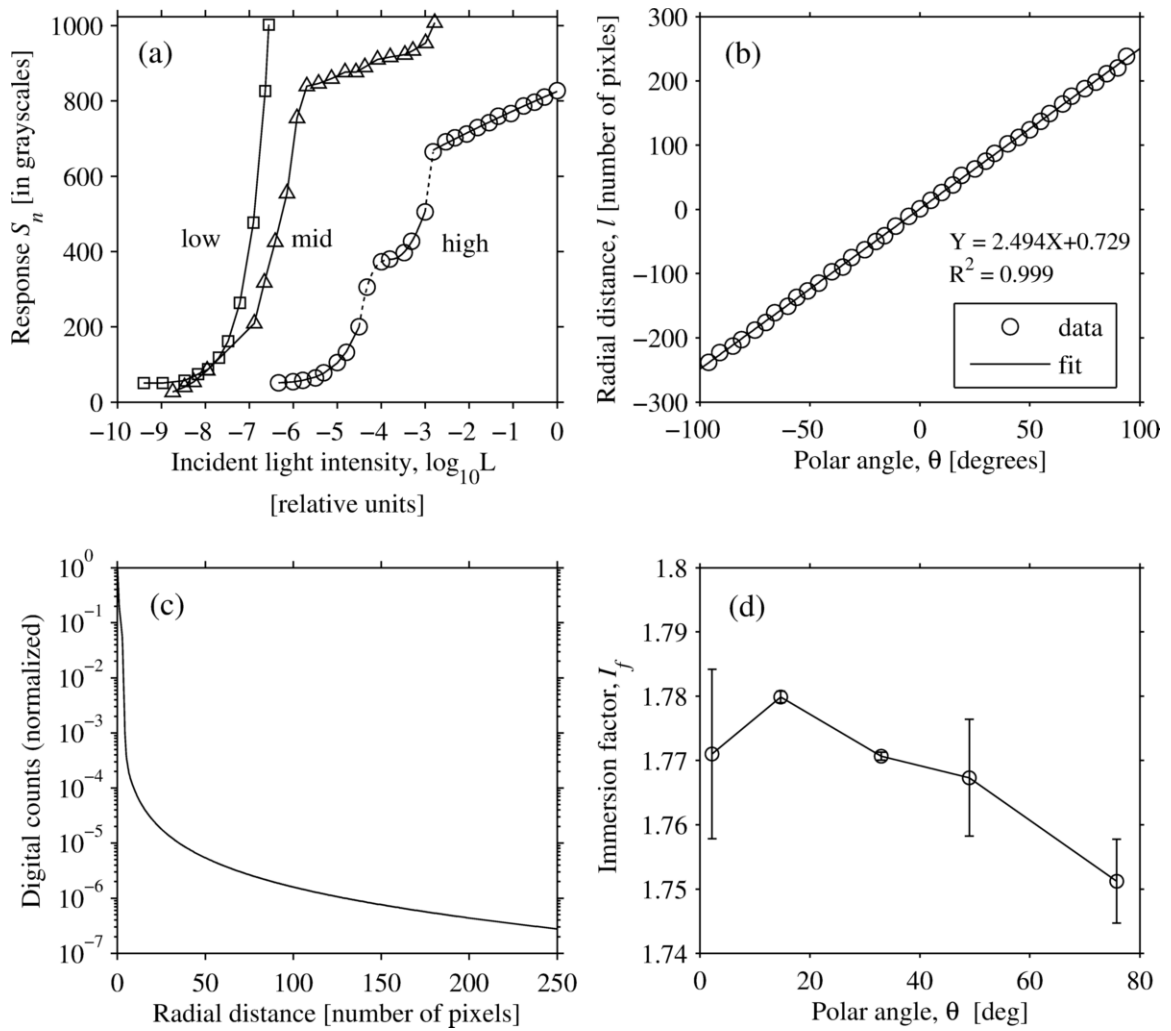 (a)
Response Sn [in grayscales]
1000
800
600
400
200
0
low
mid
high
−10 −9 −8 −7 −6 −5 −4 −3 −2 −1 0
Incident light intensity, log10L
[relative units]
(b)
Radial distance, l [number of pixles]
300
200
100
0
−100
−200
−300
Y = 2.494X+0.729
R2 = 0.999
data
fit
−100 −50 0 50 100
Polar angle, θ [degrees]
(c)
Digital counts (normalized)
10^0
10^−1
10^−2
10^−3
10^−4
10^−5
10^−6
10^−7
0 50 100 150 200 250
Radial distance [number of pixels]
(d)
Immersion factor, If
1.8
1.79
1.78
1.77
1.76
1.75
1.74
0 20 40 60 80
Polar angle, θ [deg]